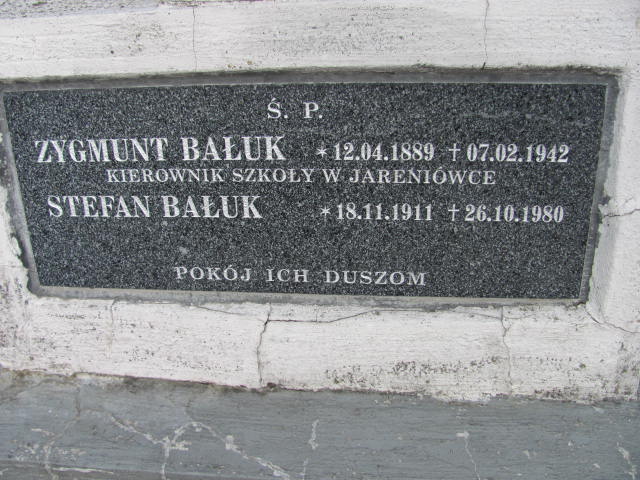 Ś. P.
ZYGMUNT BAŁUK *12.04.1889 †07.02.1942
KIEROWNIK SZKOŁY W JARENIÓWCE
STEFAN BAŁUK *18.11.1911 †26.10.1980
POKÓJ ICH DUSZOM